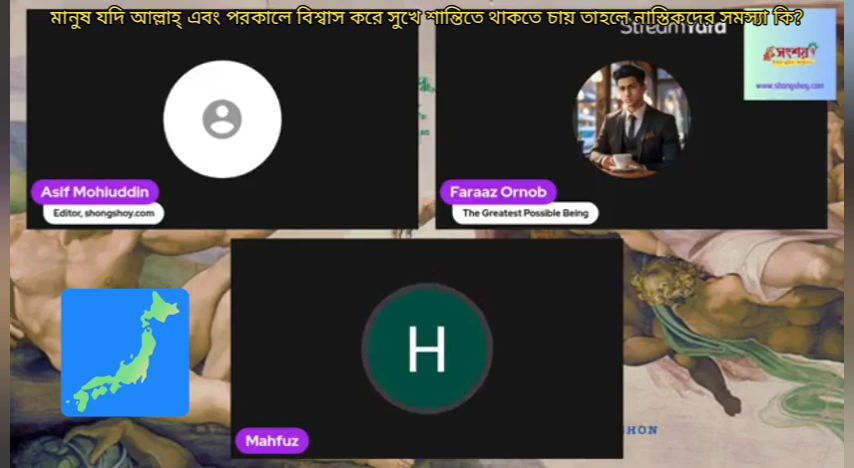 মানুষ যদি আল্লাহ্ এবং পরকালে বিশ্বাস করে সুখে শান্তিতে থাকতে চায় তাহলে নাস্তিকদের সমস্যা কি?
StreamYard
সংশয়
www.shongshoy.com
Asif Mohiuddin
Editor, shongshoy.com
Faraaz Ornob
The Greatest Possible Being
H
Mahfuz